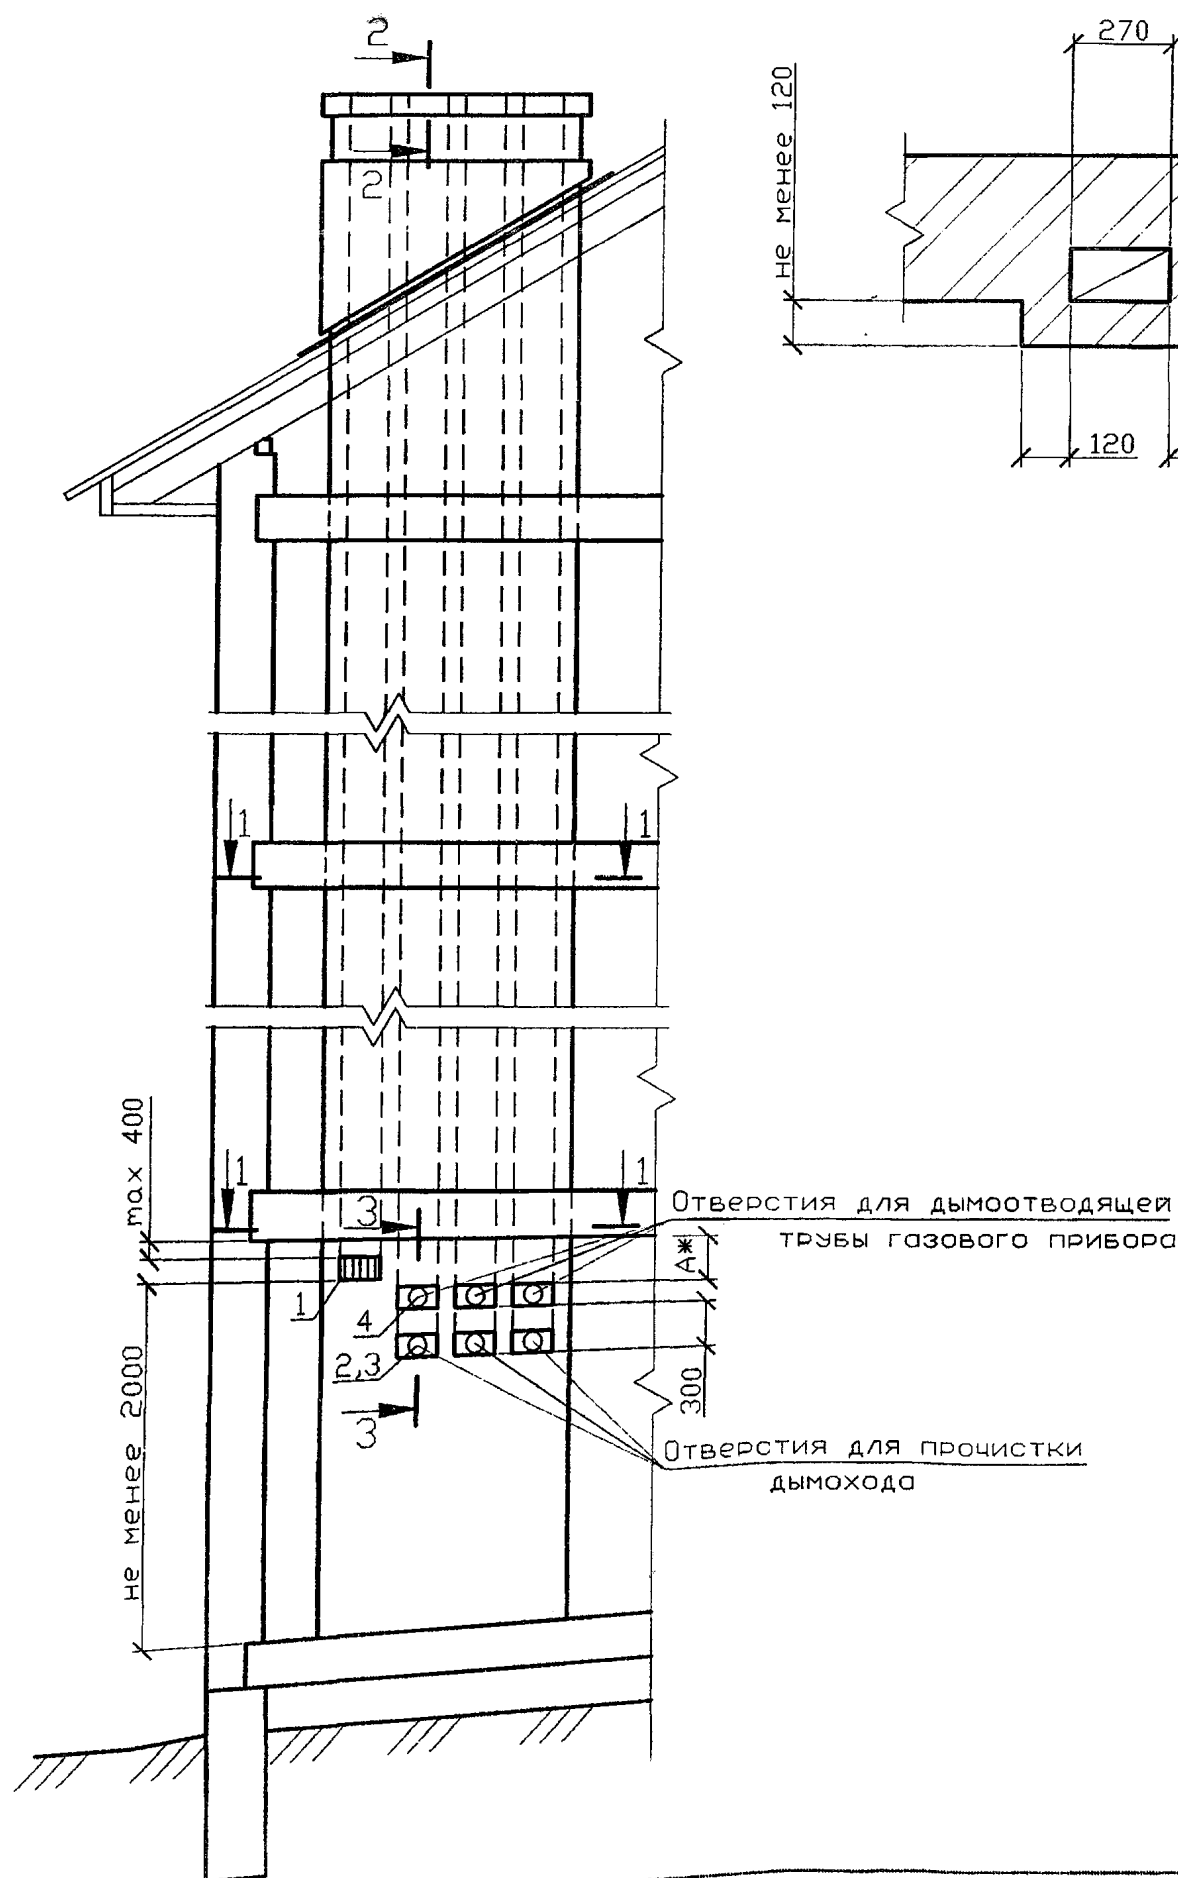 2
2
270
не менее 120
120
1
1
max 400
1
1
3
Отверстия для дымоотводящей
трубы газового прибора
А*
1
4
2,3
300
не менее 2000
3
Отверстия для прочистки
дымохода